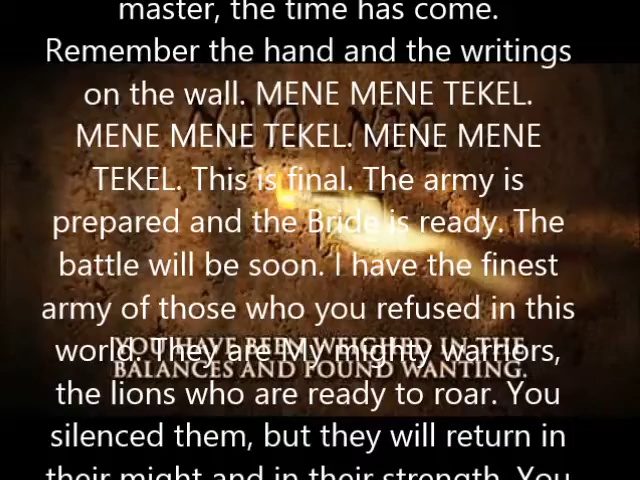 master, the time has come.
Remember the hand and the writings
on the wall. MENE MENE TEKEL.
MENE MENE TEKEL. MENE MENE
TEKEL. This is final. The army is
prepared and the Bride is ready. The
battle will be soon. I have the finest
army of those who you refused in this
world. They are My mighty warriors,
YOU HAVE BEEN WEIGHED IN THE
BALANCES AND FOUND WANTING.
the lions who are ready to roar. You
silenced them, but they will return in
their might and in their strength. You